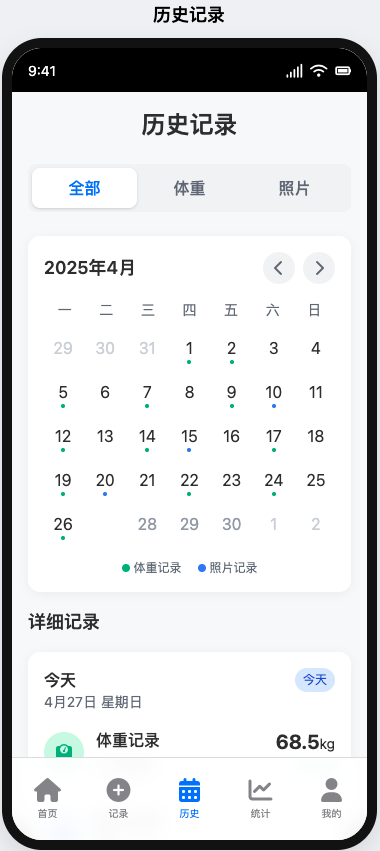 历史记录
9:41
历史记录
全部 体重 照片
2025年4月
一 二 三 四 五 六 日
29 30 31 1 2 3 4
5 6 7 8 9 10 11
12 13 14 15 16 17 18
19 20 21 22 23 24 25
26 28 29 30 1 2
体重记录 照片记录
详细记录
今天 今天
4月27日 星期日
体重记录 68.5kg
首页 记录 历史 统计 我的